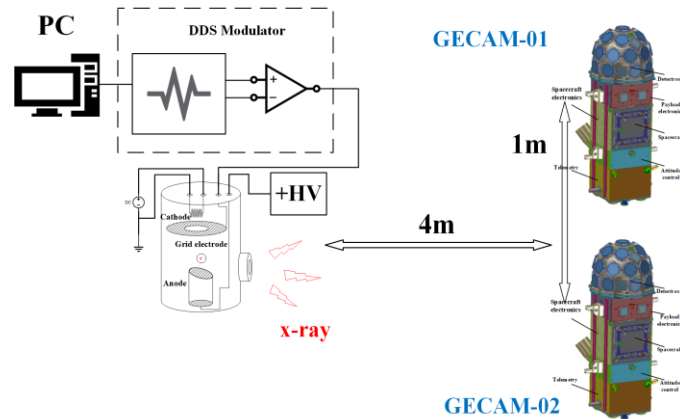 PC
DDS Modulator
+
−
+HV
DC
Cathode
Grid electrode
e
Anode
x-ray
4m
1m
GECAM-01
Detectors
Spacecraft
electronics
Payload
electronics
Spacecraft
Telemetry
Attitude
control
Detectors
Spacecraft
electronics
Payload
electronics
Spacecraft
Telemetry
Attitude
control
GECAM-02